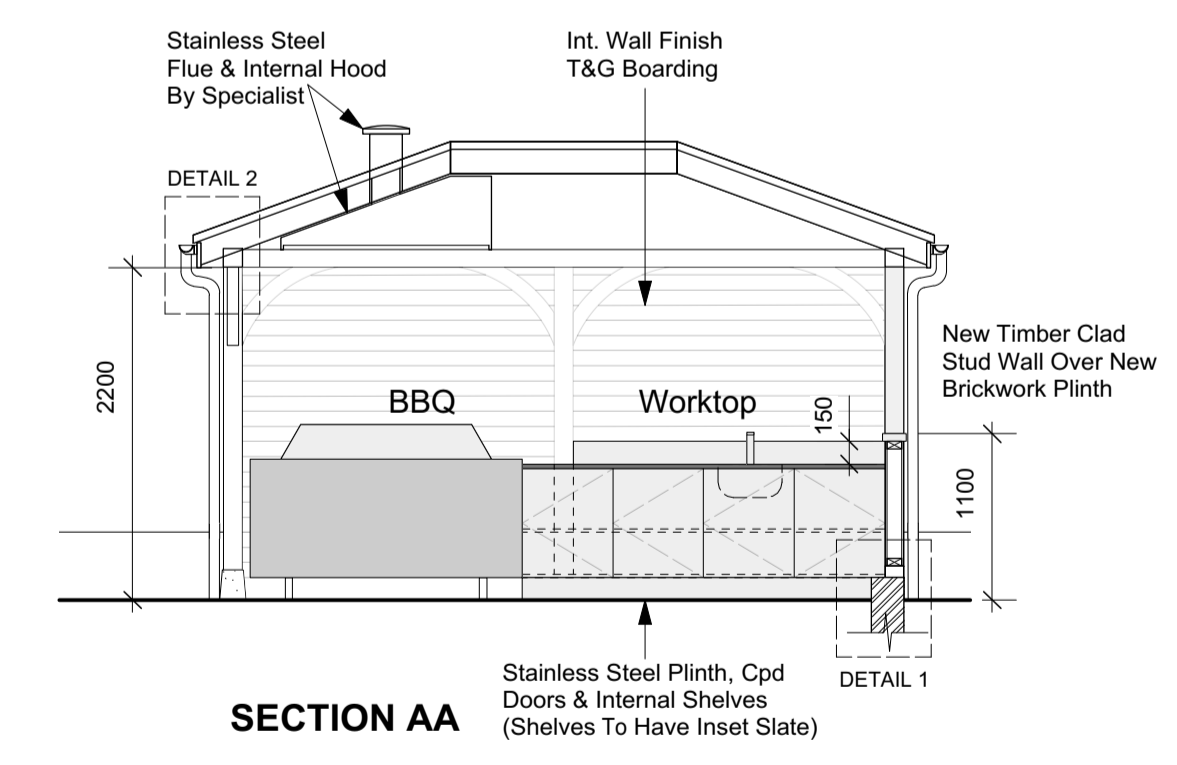 Stainless Steel
Flue & Internal Hood
By Specialist
Int. Wall Finish
T&G Boarding
DETAIL 2
New Timber Clad
Stud Wall Over New
Brickwork Plinth
2200
BBQ
Worktop
150
1100
Stainless Steel Plinth, Cpd
Doors & Internal Shelves
(Shelves To Have Inset Slate)
DETAIL 1
SECTION AA